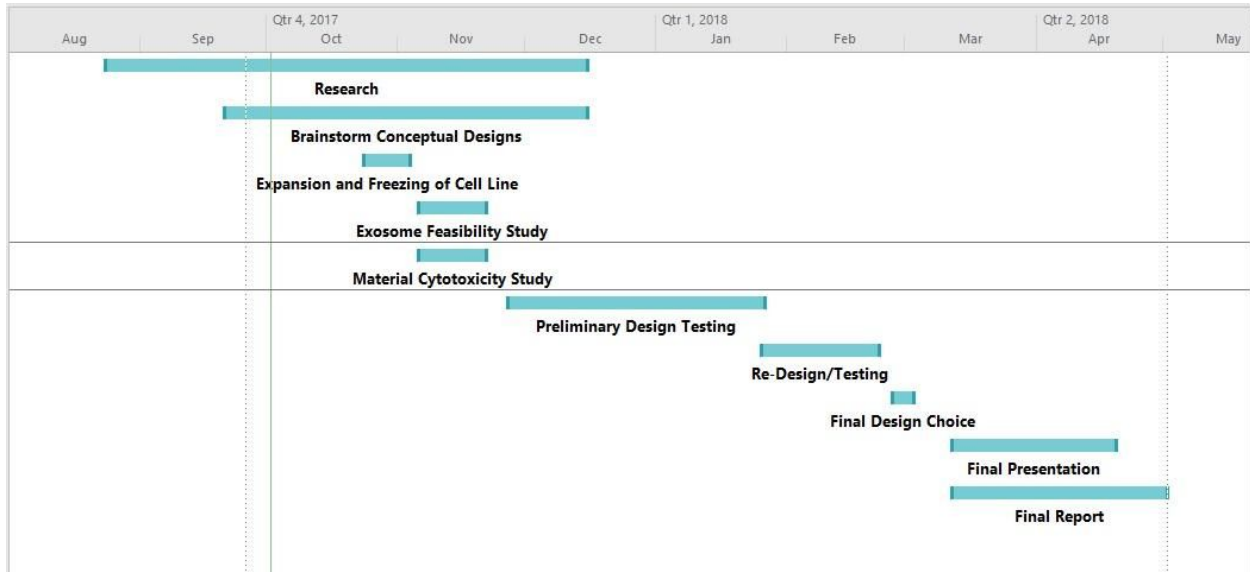 Qtr 4, 2017 Qtr 1, 2018 Qtr 2, 2018
Aug Sep Oct Nov Dec Jan Feb Mar Apr May
Research
Brainstorm Conceptual Designs
Expansion and Freezing of Cell Line
Exosome Feasibility Study
Material Cytotoxicity Study
Preliminary Design Testing
Re-Design/Testing
Final Design Choice
Final Presentation
Final Report